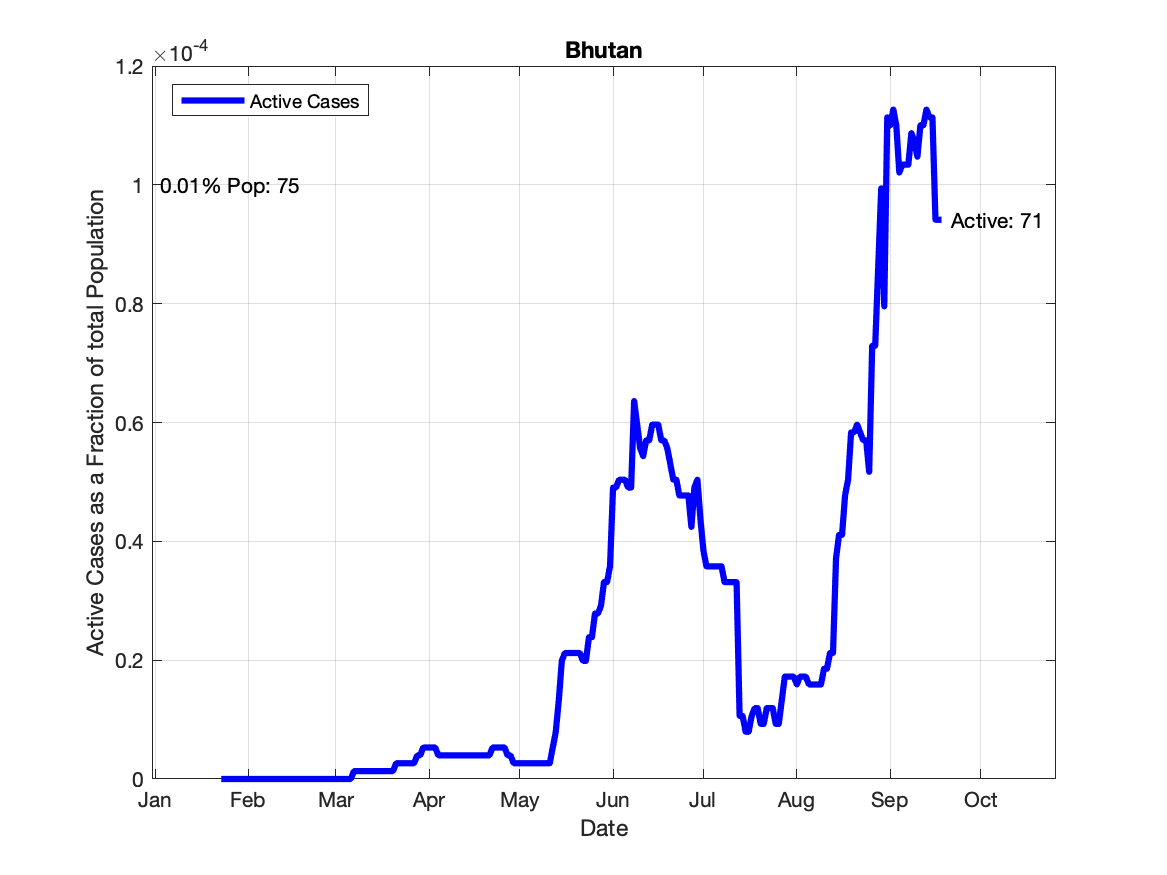 Bhutan
×10-4
1.2
1
0.8
0.6
0.4
0.2
0
Active Cases
0.01% Pop: 75
Active: 71
Active Cases as a Fraction of total Population
Jan Feb Mar Apr May Jun Jul Aug Sep Oct
Date